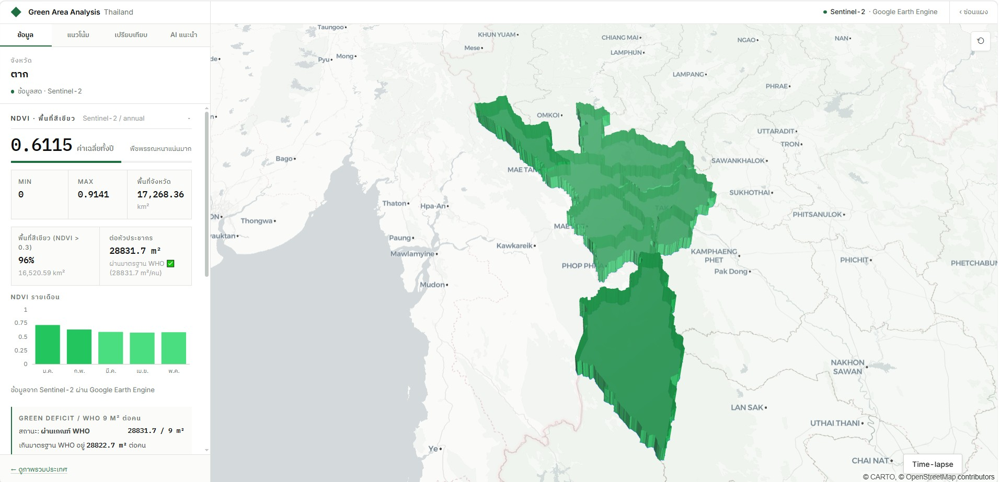 Green Area Analysis Thailand
Sentinel-2 · Google Earth Engine
‹ ซ่อนแผง
ข้อมูล
แนวโน้ม
เปรียบเทียบ
AI แนะนำ
จังหวัด
ตาก
ข้อมูลสด · Sentinel-2
NDVI · พื้นที่สีเขียว Sentinel-2 / annual
0.6115 ค่าเฉลี่ยทั้งปี พืชพรรณหนาแน่นมาก
MIN
0
MAX
0.9141
พื้นที่จังหวัด
17,268.36
km²
พื้นที่สีเขียว (NDVI >
0.3)
96%
16,520.59 km²
ต่อหัวประชากร
28831.7 m²
ผ่านมาตรฐาน WHO ✅
(28831.7 m²/คน)
NDVI รายเดือน
1
0.75
0.5
0.25
0
ม.ค. ก.พ. มี.ค. เม.ย. พ.ค.
ข้อมูลจาก Sentinel-2 ผ่าน Google Earth Engine
GREEN DEFICIT / WHO 9 M² ต่อคน
สถานะ: ผ่านเกณฑ์ WHO 28831.7 / 9 m²
เกินมาตรฐาน WHO อยู่ 28822.7 m² ต่อคน
← ดูภาพรวมประเทศ
Taungoo
KHUN YUAM
CHIANG MAI
NGAO
NAN
Mese
LAMPHUN
de
Pyu
Mong
LAMPANG
PHRAE
OMKOI
UTTARADIT
TRON
Bago
SAWANKHALOK
MAE TAN
SUKHOTHAI
Thaton
Hpa-An
TAK
PHITSANULOK
ON
Thongwa
MAE
auktan
Paung
Kawkareik
Mawlamyine
KAMPHAENG
PHET
PHICHIT
PHETCHABUN
PHOP PH
Pak Dong
Mudon
NAKHON
SAWAN
LAN SAK
UTHAI THANI
Ye
CHAI NAT
Time-lapse
© CARTO, © OpenStreetMap contributors